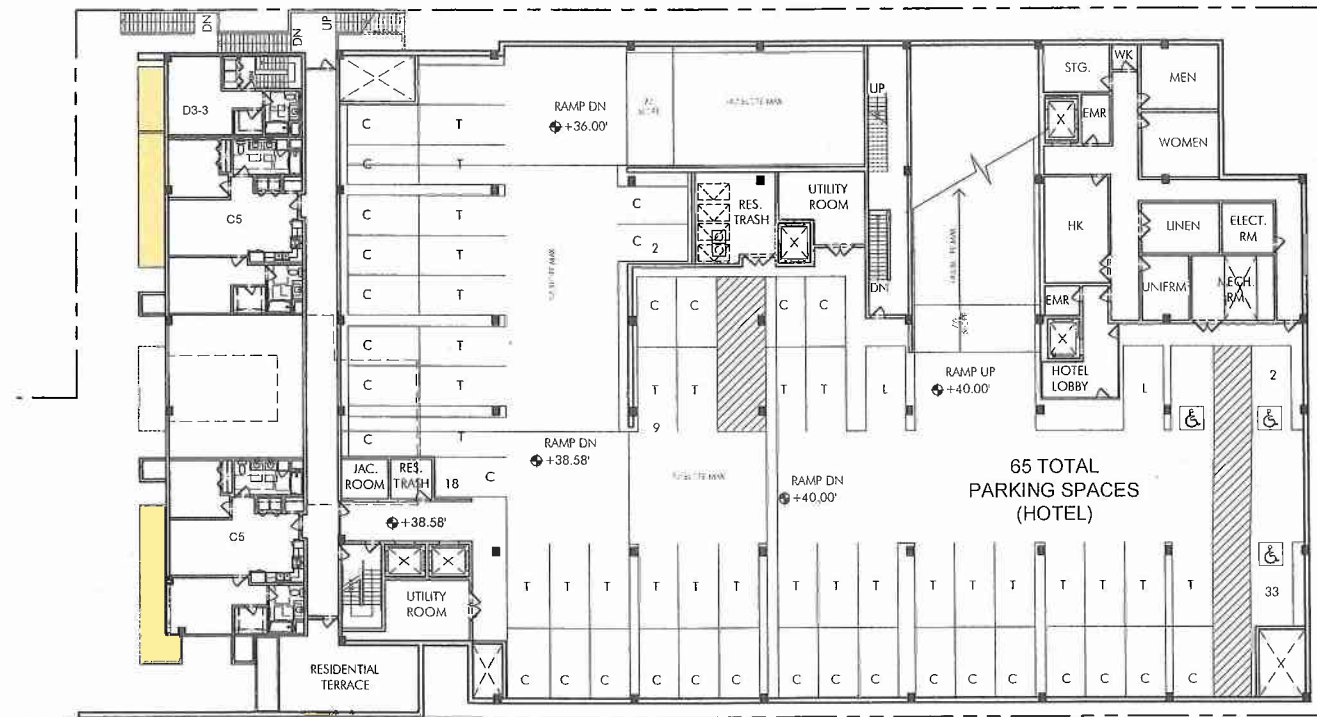 DN
DN
UP
D3-3
C5
C5
RAMP DN
+36.00'
UP
STG.
WK
MEN
EMR
WOMEN
C T
C T
C T
C T
C T
C T
C T
C T
C
C 2
RES.
TRASH
UTILITY
ROOM
DN
HK
LINEN
ELECT.
RM
UNIFRM
MECH.
RM
EMR
HOTEL
LOBBY
C C
C C
T T
9
T T
L
RAMP UP
+40.00'
L
2
C T
RAMP DN
+38.58'
JAC.
ROOM
RES.
TRASH
18
C
+38.58'
RAMP DN
+40.00'
65 TOTAL
PARKING SPACES
(HOTEL)
UTILITY
ROOM
T T T T T T T T T T T T T T T T
33
C C C C C C C C C C C C C C C C
RESIDENTIAL
TERRACE